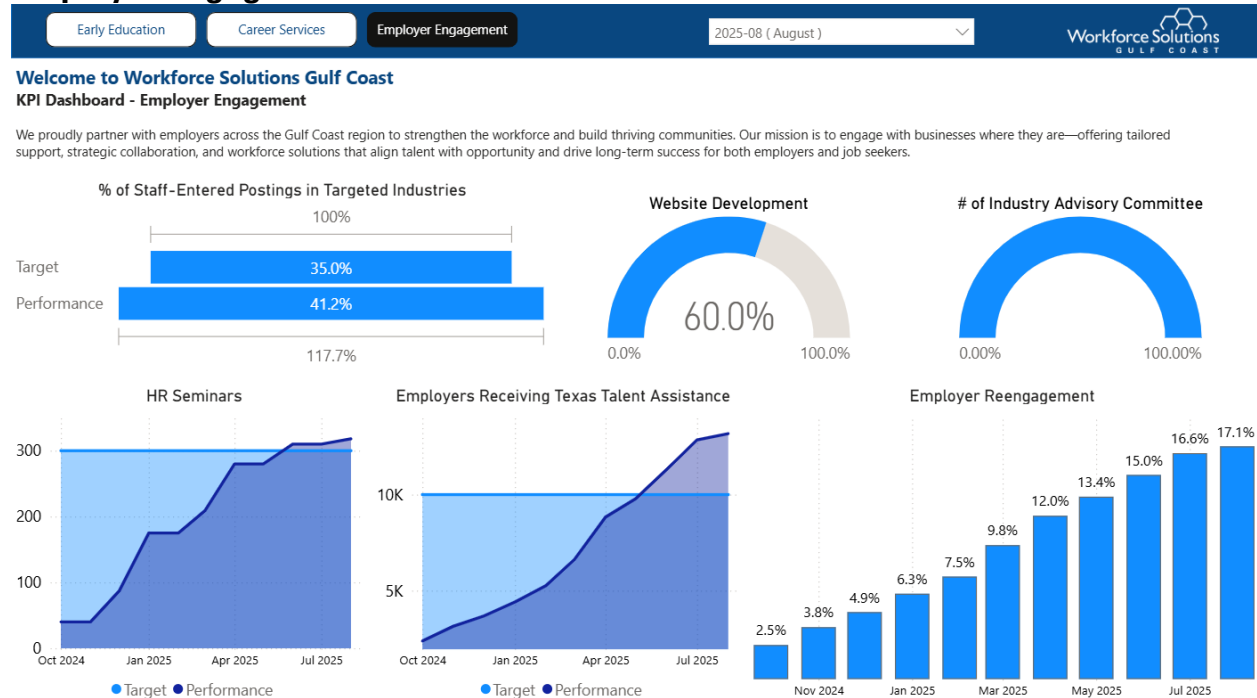 Early Education
Career Services
Employer Engagement
2025-08 ( August )
Workforce Solutions
GULF COAST
Welcome to Workforce Solutions Gulf Coast
KPI Dashboard - Employer Engagement
We proudly partner with employers across the Gulf Coast region to strengthen the workforce and build thriving communities. Our mission is to engage with businesses where they are—offering tailored
support, strategic collaboration, and workforce solutions that align talent with opportunity and drive long-term success for both employers and job seekers.
% of Staff-Entered Postings in Targeted Industries
100%
Target
35.0%
Performance
41.2%
117.7%
Website Development
60.0%
0.0%
100.0%
# of Industry Advisory Committee
0.00%
100.00%
HR Seminars
300
200
100
0
Oct 2024
Jan 2025
Apr 2025
Jul 2025
Target
Performance
Employers Receiving Texas Talent Assistance
10K
5K
Oct 2024
Jan 2025
Apr 2025
Jul 2025
Target
Performance
Employer Reengagement
2.5%
3.8%
4.9%
6.3%
7.5%
9.8%
12.0%
13.4%
15.0%
16.6%
17.1%
Nov 2024
Jan 2025
Mar 2025
May 2025
Jul 2025